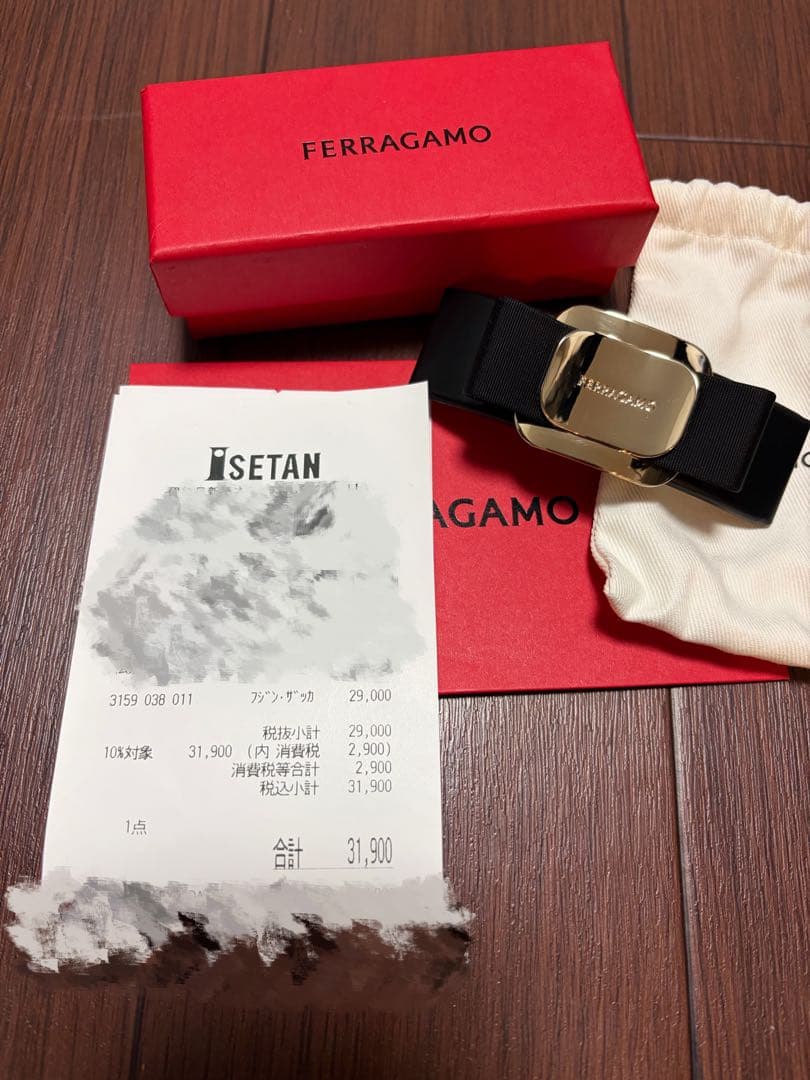 FERRAGAMO
FERRAGAMO
AGAMO
ISETAN
3159 038 011 フジン・ザッカ 29,000
税抜小計 29,000
10%対象 31,900 (内 消費税 2,900)
消費税等合計 2,900
税込小計 31,900
1点
合計 31,900